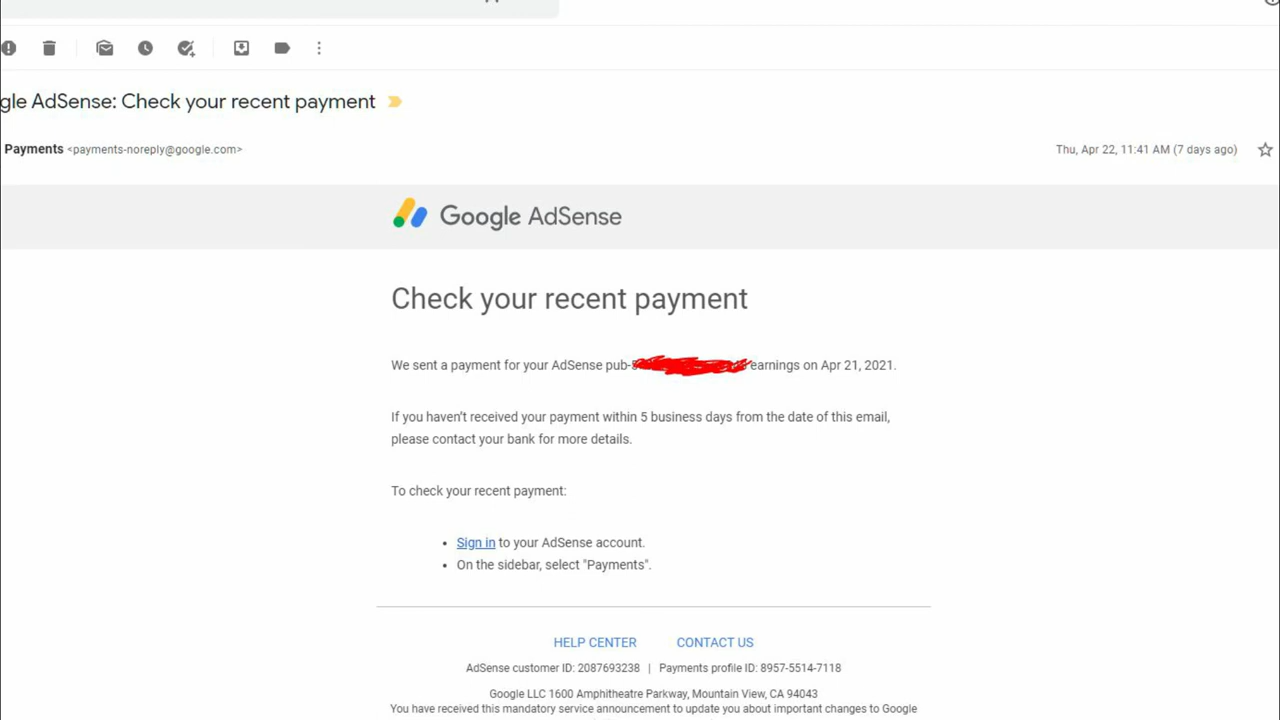 gle AdSense: Check your recent payment
Payments <payments-noreply@google.com>
Thu, Apr 22, 11:41 AM (7 days ago)
Google AdSense
Check your recent payment
We sent a payment for your AdSense pub- earnings on Apr 21, 2021.
If you haven't received your payment within 5 business days from the date of this email,
please contact your bank for more details.
To check your recent payment:
• Sign in to your AdSense account.
• On the sidebar, select "Payments".
HELP CENTER CONTACT US
AdSense customer ID: 2087693238 | Payments profile ID: 8957-5514-7118
Google LLC 1600 Amphitheatre Parkway, Mountain View, CA 94043
You have received this mandatory service announcement to update you about important changes to Google